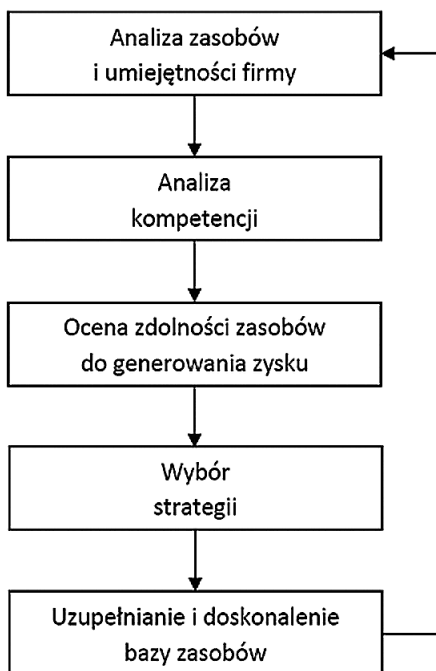 Analiza zasobów
i umiejętności firmy
Analiza
kompetencji
Ocena zdolności zasobów
do generowania zysku
Wybór
strategii
Uzupełnianie i doskonalenie
bazy zasobów